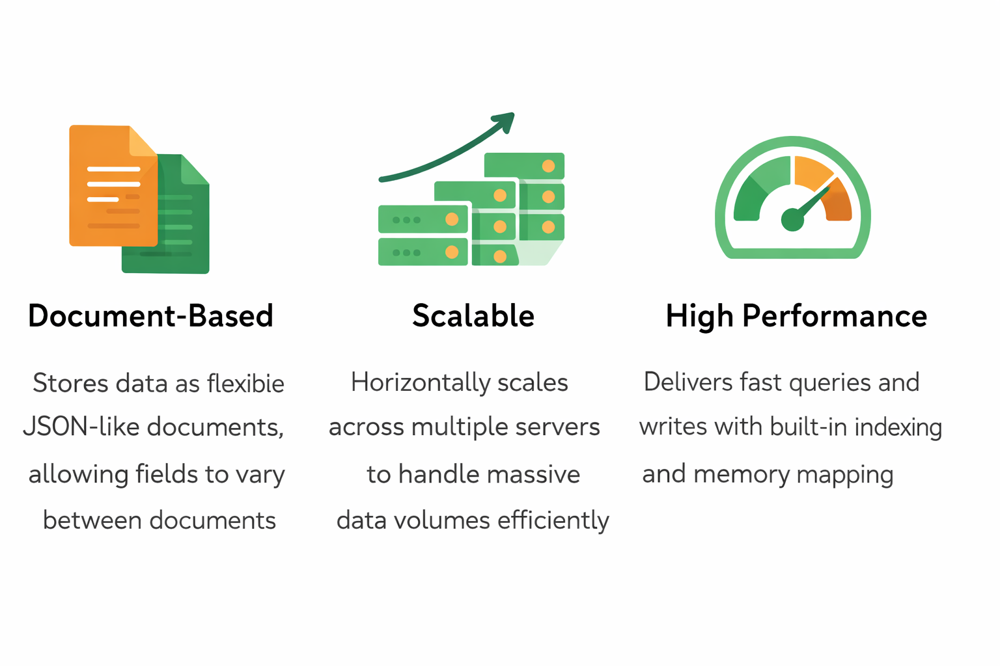 Document-Based
Stores data as flexibie
JSON-like documents,
allowing fields to vary
between documents
Scalable
Horizontally scales
across multiple servers
to handle massive
data volumes efficiently
High Performance
Delivers fast queries and
writes with built-in indexing
and memory mapping